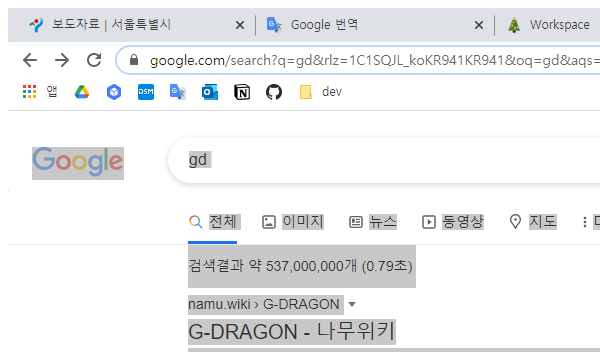 보도자료 | 서울특별시
Google 번역
Workspace
google.com/search?q=gd&rlz=1C1SQJL_koKR941KR941&oq=gd&aqs=
앱
DSM
dev
Google
gd
전체
이미지
뉴스
동영상
지도
검색결과 약 537,000,000개 (0.79초)
namu.wiki › G-DRAGON
G-DRAGON - 나무위키